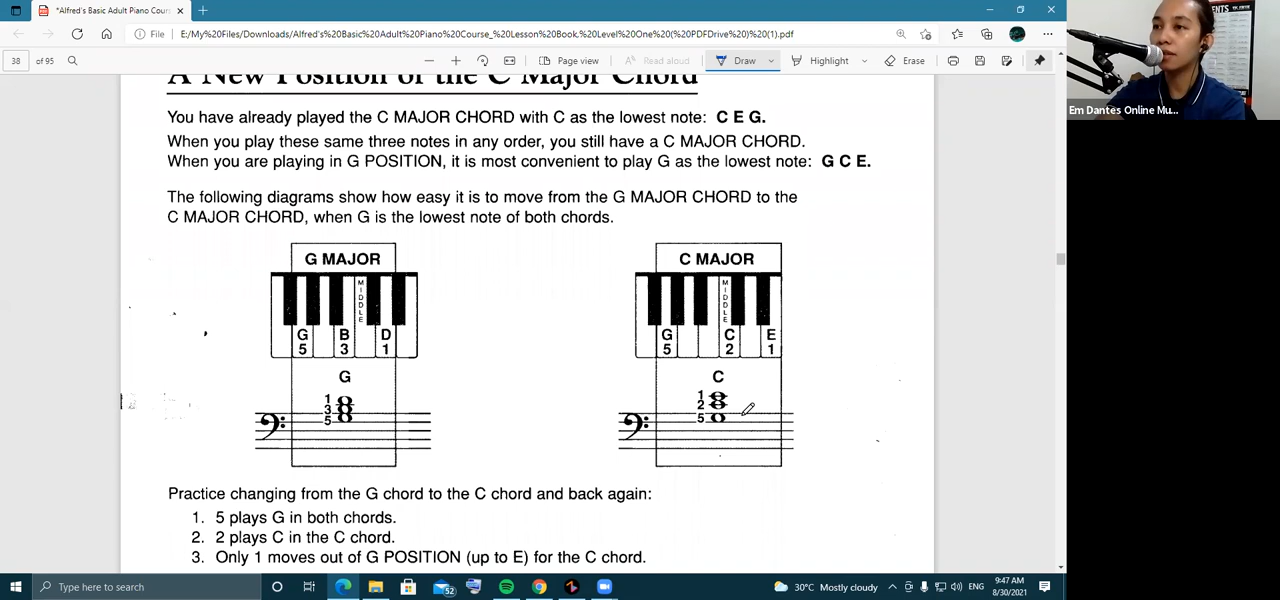 *Alfred's Basic Adult Piano Cour
File
E:/My%20Files/Downloads/Alfred's%20Basic%20Adult%20Piano%20Course_%20Lesson%20Book.%20Level%20One%20(%20PDFDrive%20)%20(1).pdf
38 of 95
Page view
Read aloud
Draw
Highlight
Erase
Em Dantes Online Mu...
A New Position of the C Major Chord
You have already played the C MAJOR CHORD with C as the lowest note: C E G.
When you play these same three notes in any order, you still have a C MAJOR CHORD.
When you are playing in G POSITION, it is most convenient to play G as the lowest note: G C E.
The following diagrams show how easy it is to move from the G MAJOR CHORD to the
C MAJOR CHORD, when G is the lowest note of both chords.
G MAJOR
MIDDLE
G B D
5 3 1
G
1
3
5
C MAJOR
MIDDLE
G C E
5 2 1
C
1
2
5
Practice changing from the G chord to the C chord and back again:
1. 5 plays G in both chords.
2. 2 plays C in the C chord.
3. Only 1 moves out of G POSITION (up to E) for the C chord.
Type here to search
52
30°C Mostly cloudy
ENG
9:47 AM
8/30/2021